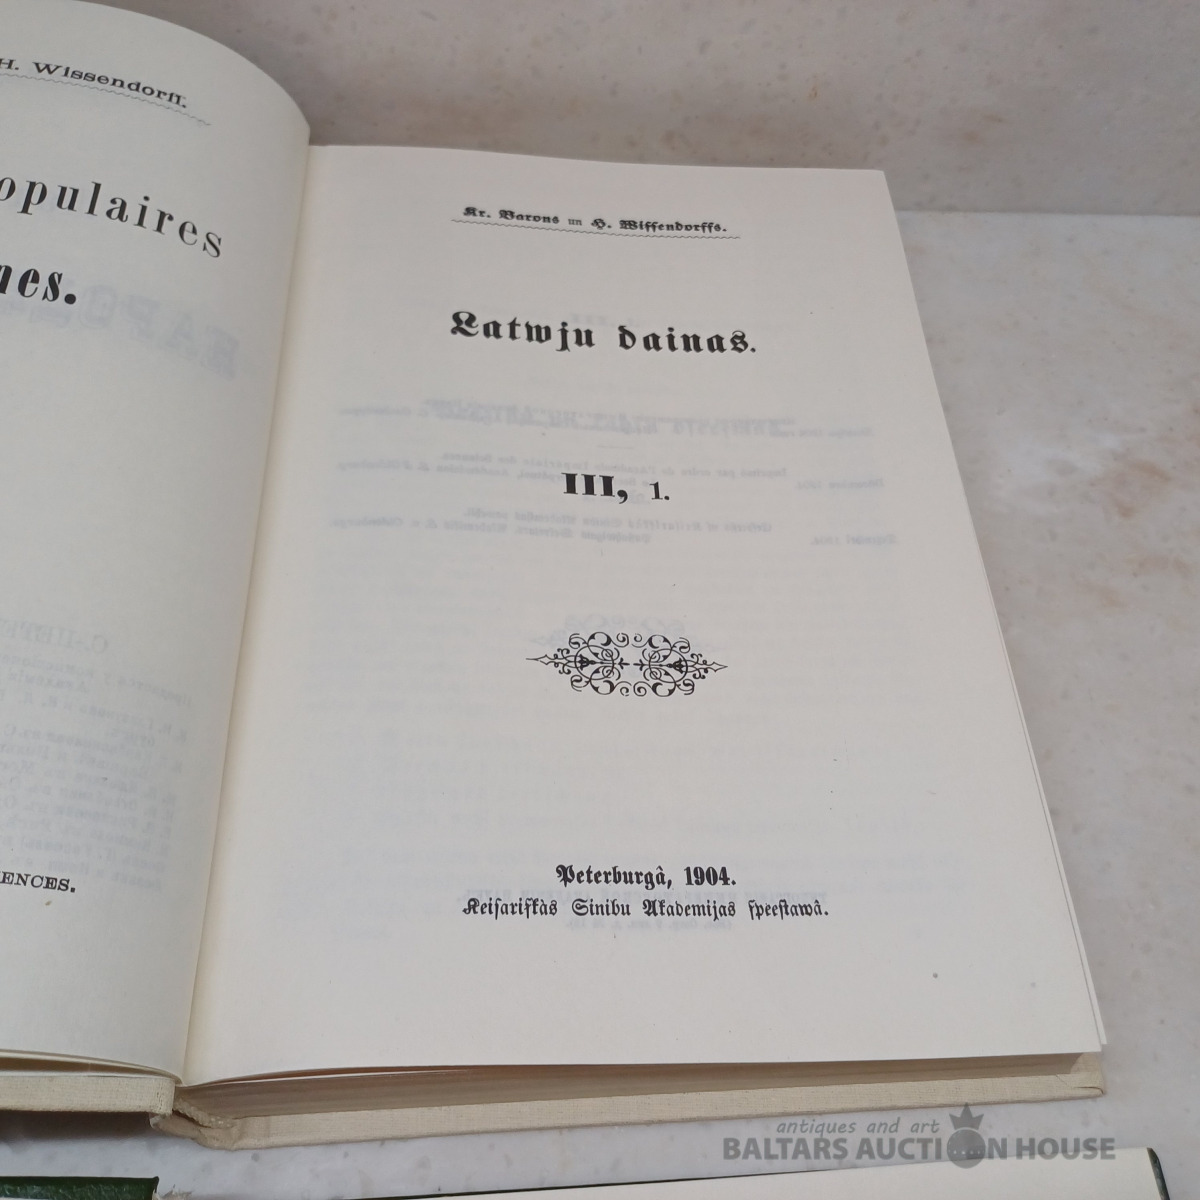 H. Wissendorff.
opulaires
nes.
ENCES.
Kr. Barons un H. Wiſſendorffs.
Latwju dainas.
III, 1.
Peterburgâ, 1904.
Keiſariſkàs Sinibu Akademijas ſpeeſtawâ.
antiques and art
BALTARS AUCTION HOUSE